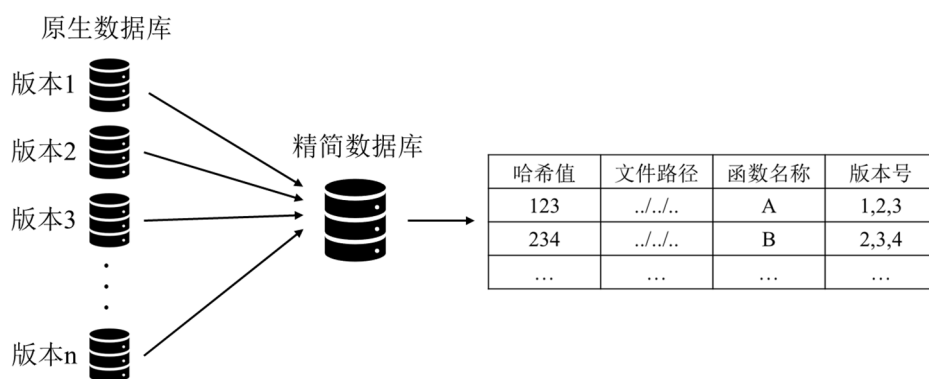 原生数据库
版本1
版本2
版本3
版本n
精简数据库
哈希值 文件路径 函数名称 版本号
123 ../../.. A 1,2,3
234 ../../.. B 2,3,4
… … … …